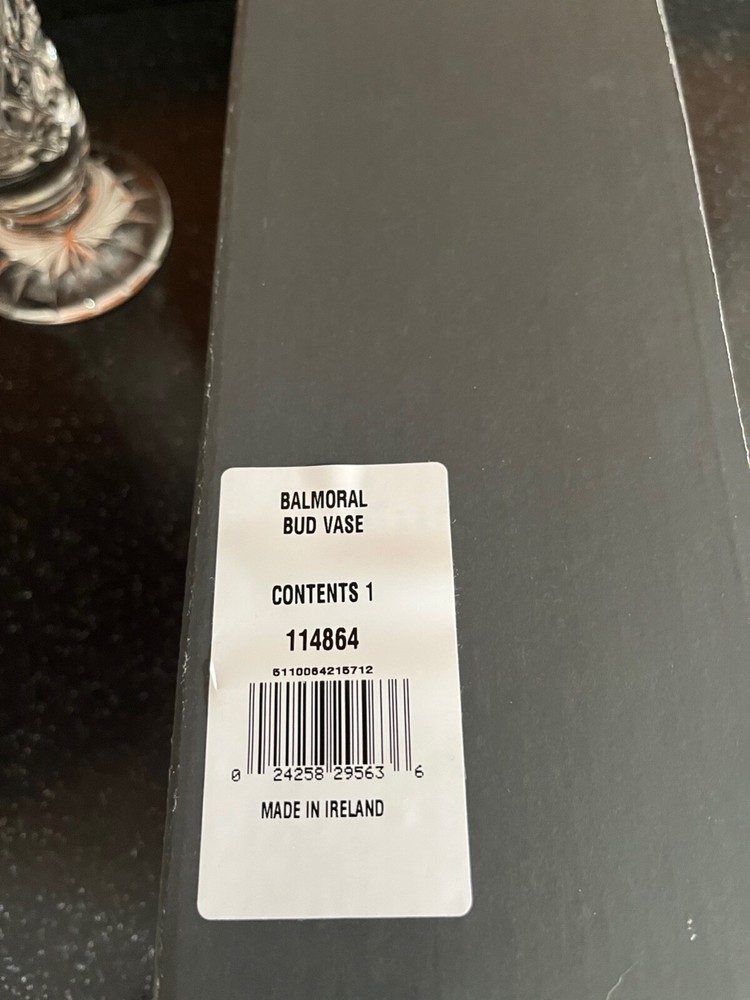 BALMORAL
BUD VASE
CONTENTS 1
114864
5110064215712
0 24258 29563 6
MADE IN IRELAND